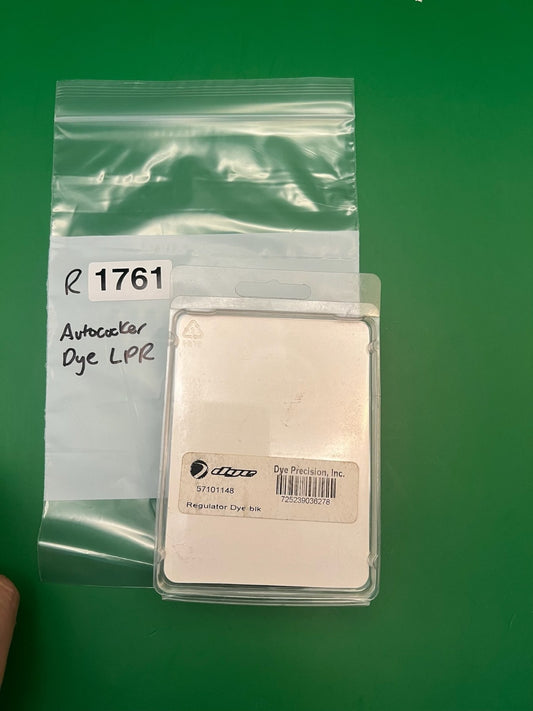 R 1761
Autococker
Dye LPR
dye
Dye Precision, Inc.
57101148
725239036278
Regulator Dye blk